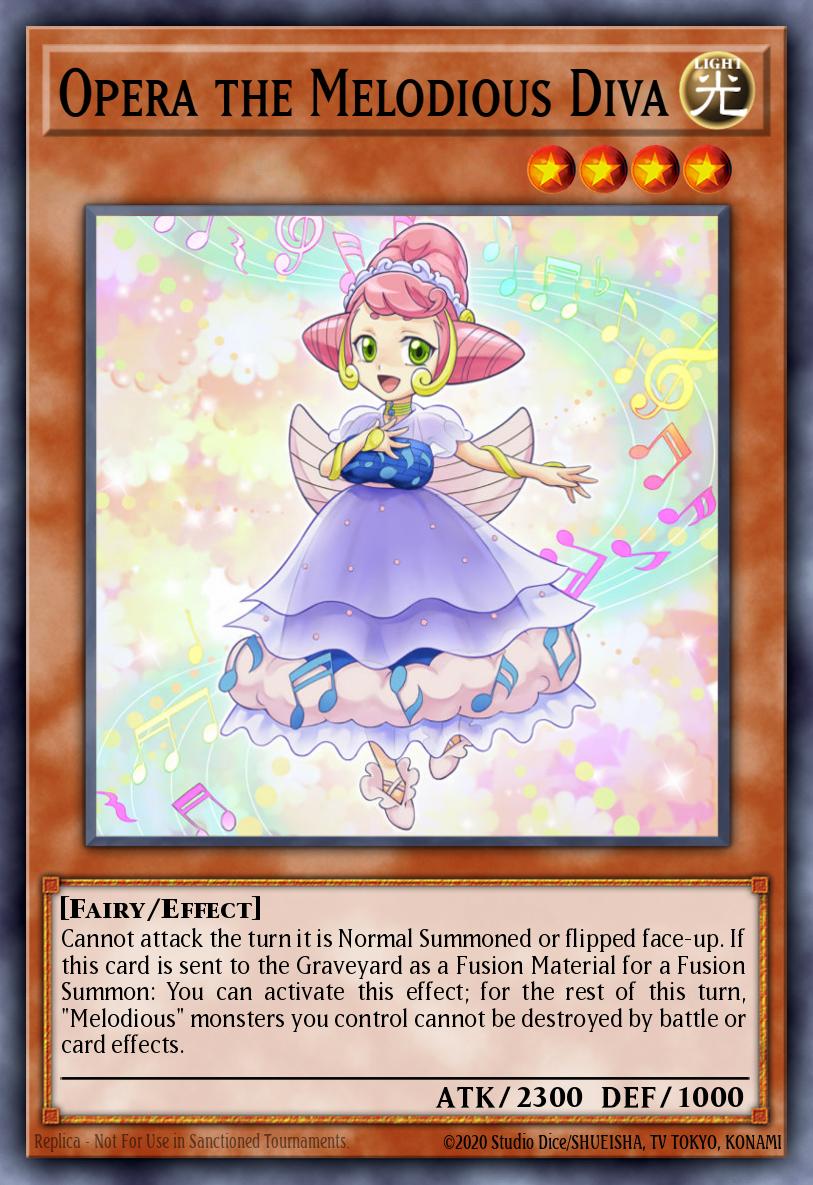 Opera the Melodious Diva
LIGHT
光
[Fairy/Effect]
Cannot attack the turn it is Normal Summoned or flipped face-up. If
this card is sent to the Graveyard as a Fusion Material for a Fusion
Summon: You can activate this effect; for the rest of this turn,
"Melodious" monsters you control cannot be destroyed by battle or
card effects.
ATK/2300 DEF/1000
Replica - Not For Use in Sanctioned Tournaments.
©2020 Studio Dice/SHUEISHA, TV TOKYO, KONAMI